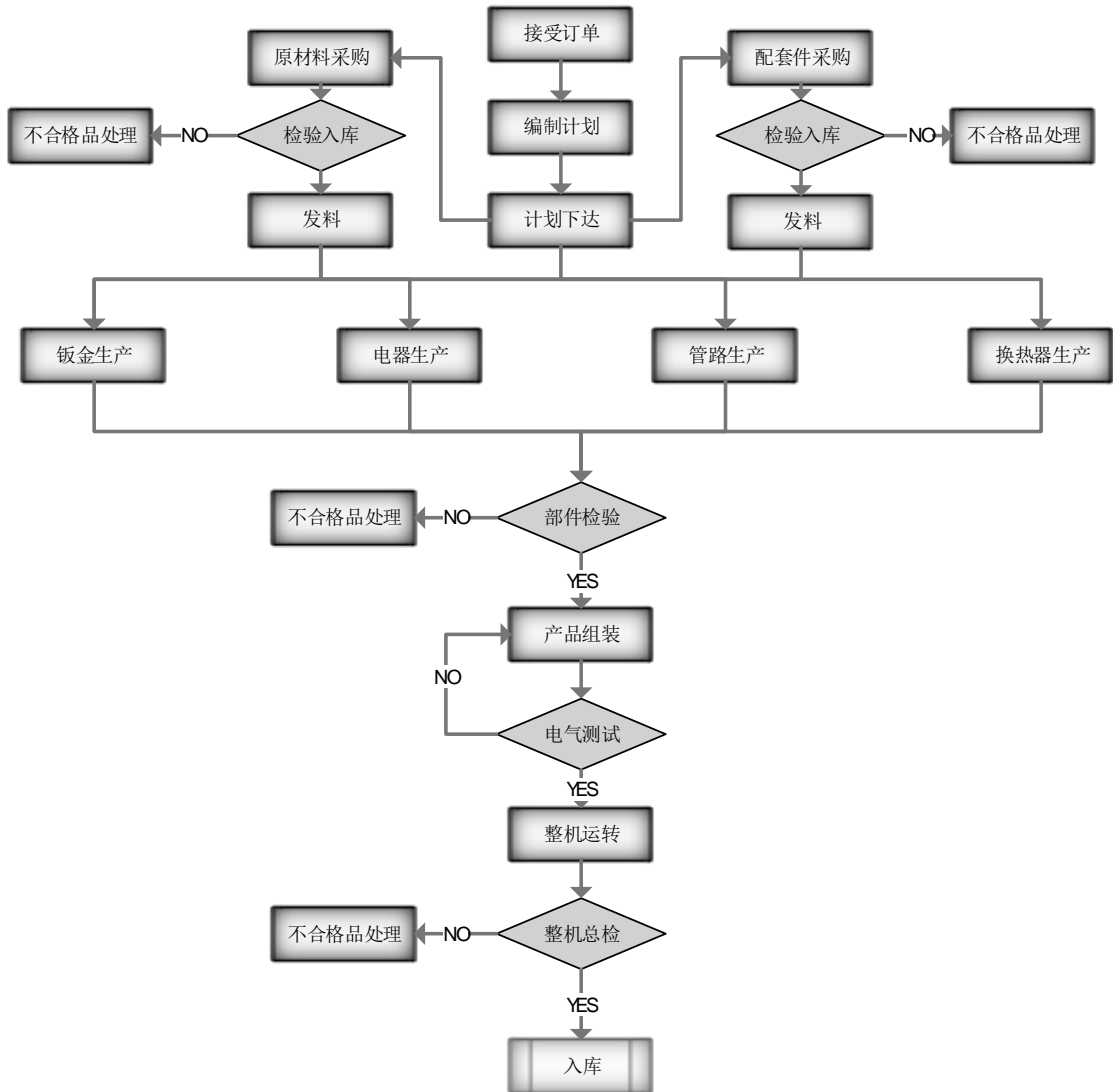 接受订单
原材料采购
配套件采购
不合格品处理
NO
检验入库
编制计划
检验入库
NO
不合格品处理
发料
计划下达
发料
钣金生产
电器生产
管路生产
换热器生产
不合格品处理
NO
部件检验
YES
产品组装
NO
电气测试
YES
整机运转
不合格品处理
NO
整机总检
YES
入库